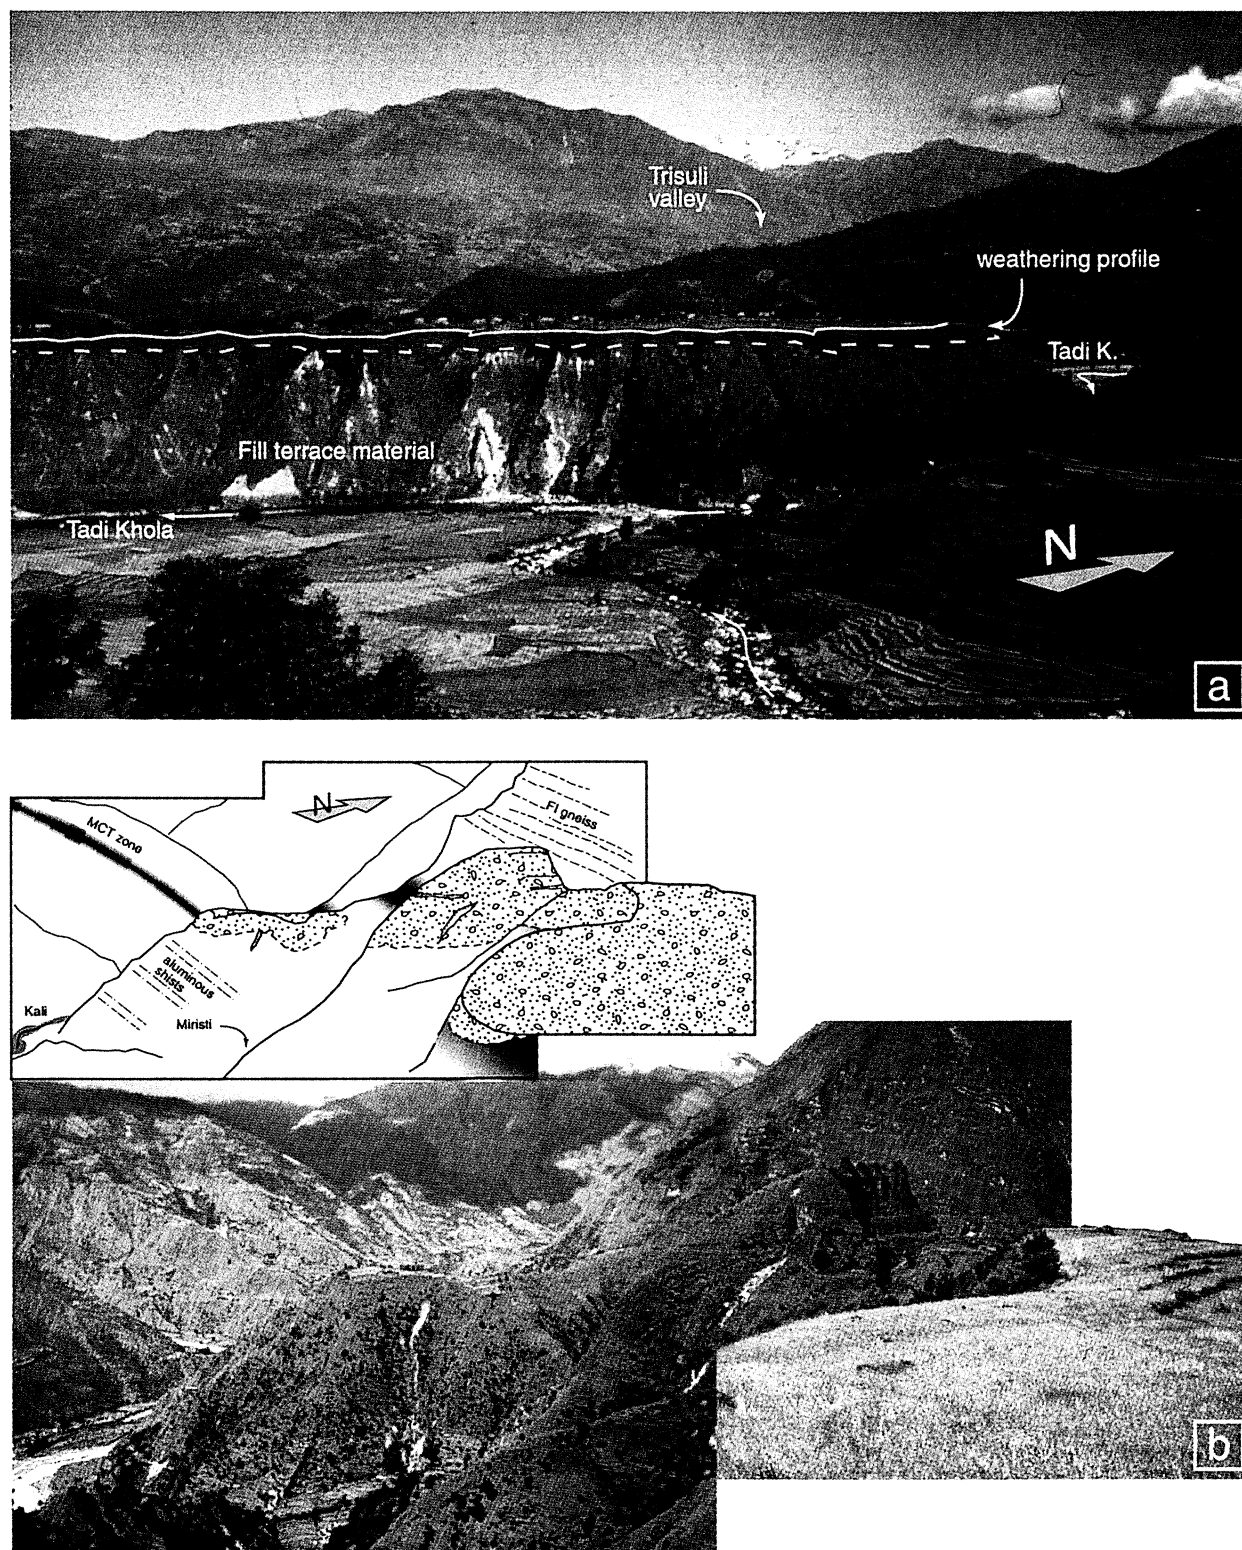 Trisuli
valley
weathering profile
Tadi K.
Fill terrace material
Tadi Khola
N
a
N
FI gneiss
MCT zone
?
aluminous
shists
Kali
Miristi
b